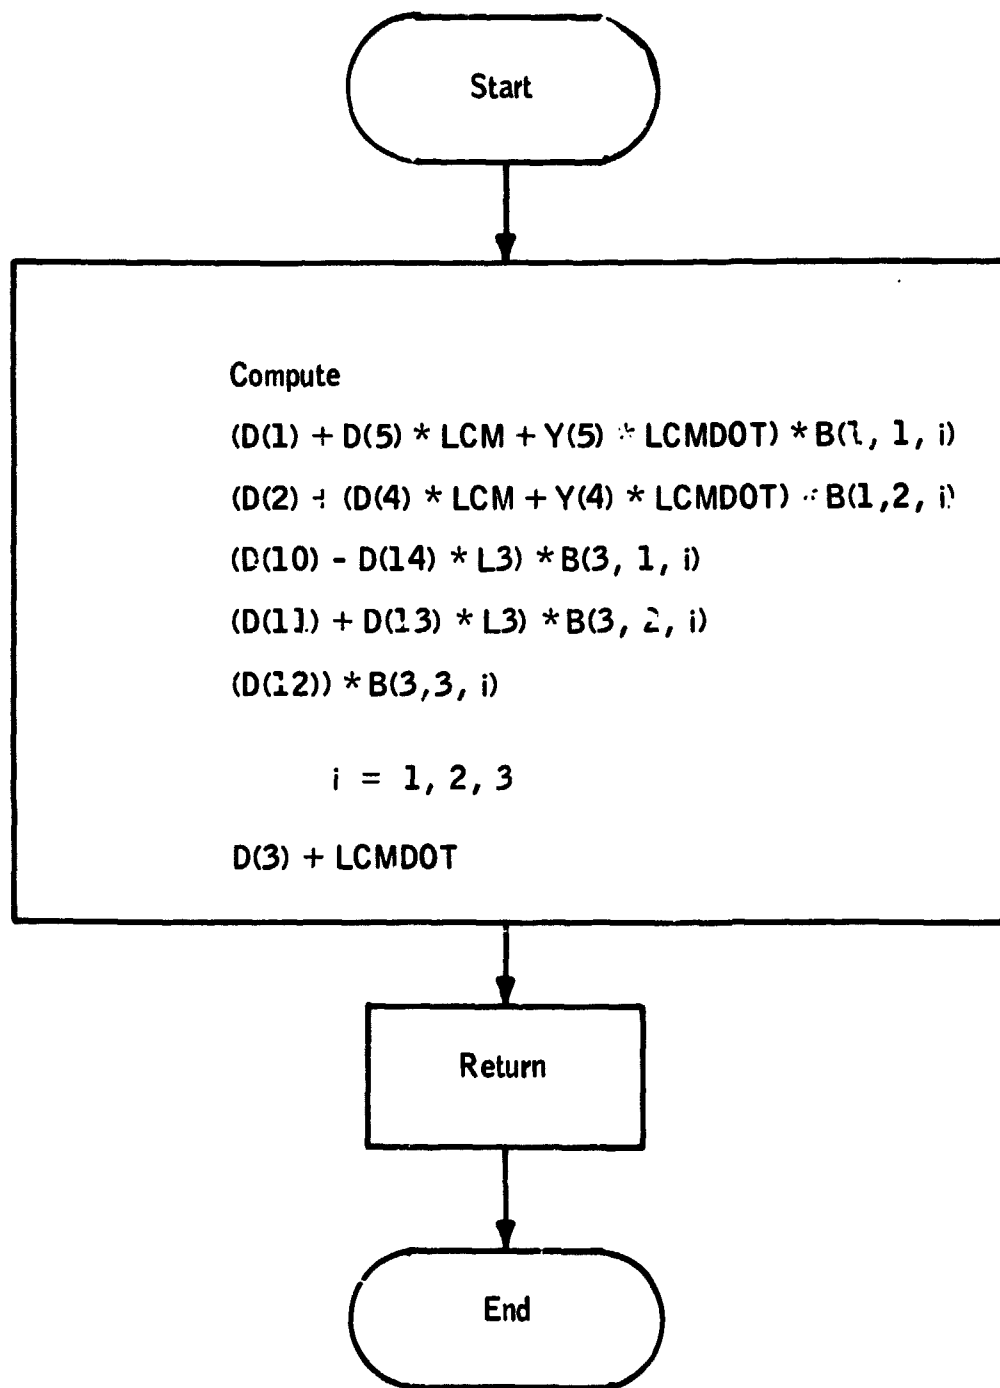 Start
Compute
(D(1) + D(5) * LCM + Y(5) * LCMDOT) * B(1, 1, i)
(D(2) + (D(4) * LCM + Y(4) * LCMDOT) * B(1,2, i)
(D(10) - D(14) * L3) * B(3, 1, i)
(D(11) + D(13) * L3) * B(3, 2, i)
(D(12)) * B(3,3, i)
i = 1, 2, 3
D(3) + LCMDOT
Return
End